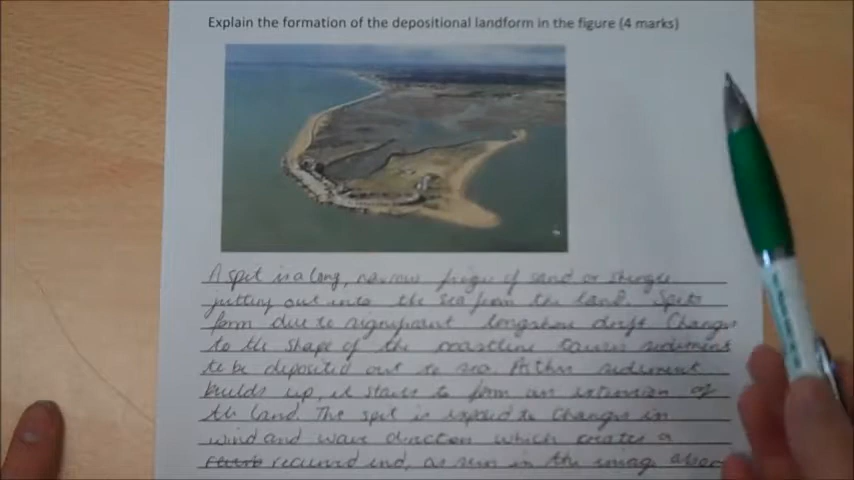 Explain the formation of the depositional landform in the figure (4 marks)
A spit is a long, narrow finger of sand or shingle
jutting out into the sea from the land. Spits
form due to significant longshore drift. Changes
to the shape of the coastline causes sediment
to be deposited out to sea. As this sediment
builds up, it starts to form an extension of
the land. The spit is exposed to changes in
wind and wave direction which creates a
recurved end, as seen in the image above